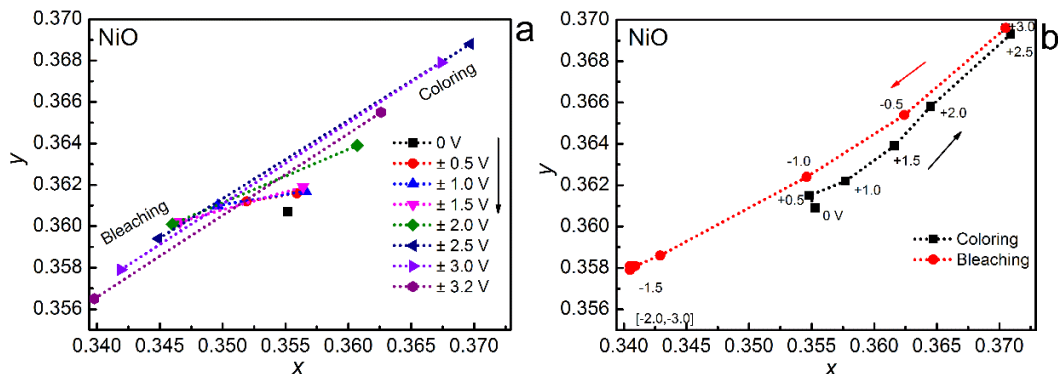 NiO
a
0.370
0.368
0.366
0.364
0.362
0.360
0.358
0.356
y
Coloring
Bleaching
0 V
± 0.5 V
± 1.0 V
± 1.5 V
± 2.0 V
± 2.5 V
± 3.0 V
± 3.2 V
0.340 0.345 0.350 0.355 0.360 0.365 0.370
x
NiO
b
0.370
0.368
0.366
0.364
0.362
0.360
0.358
0.356
y
+3.0
+2.5
-0.5
+2.0
+1.5
-1.0
+1.0
+0.5
0 V
-1.5
[-2.0,-3.0]
Coloring
Bleaching
0.340 0.345 0.350 0.355 0.360 0.365 0.370
x